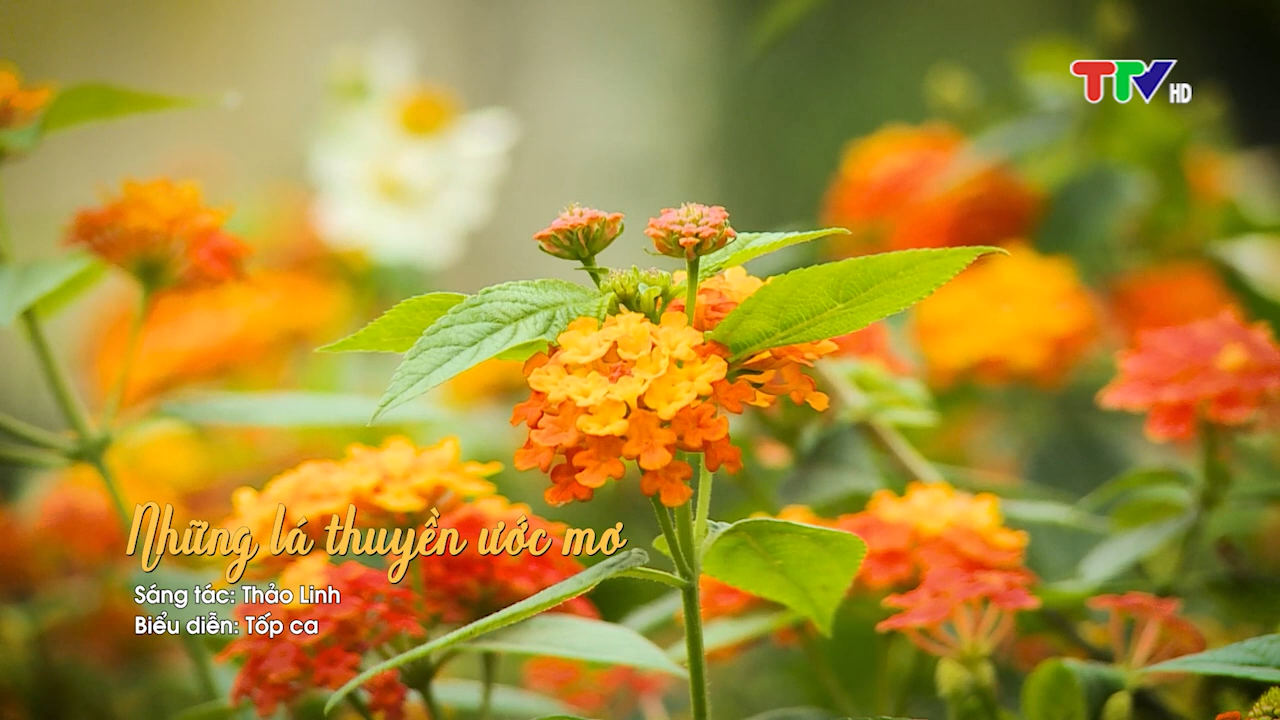 TTV HD
Những lá thuyền ước mơ
Sáng tác: Thảo Linh
Biểu diễn: Tốp ca